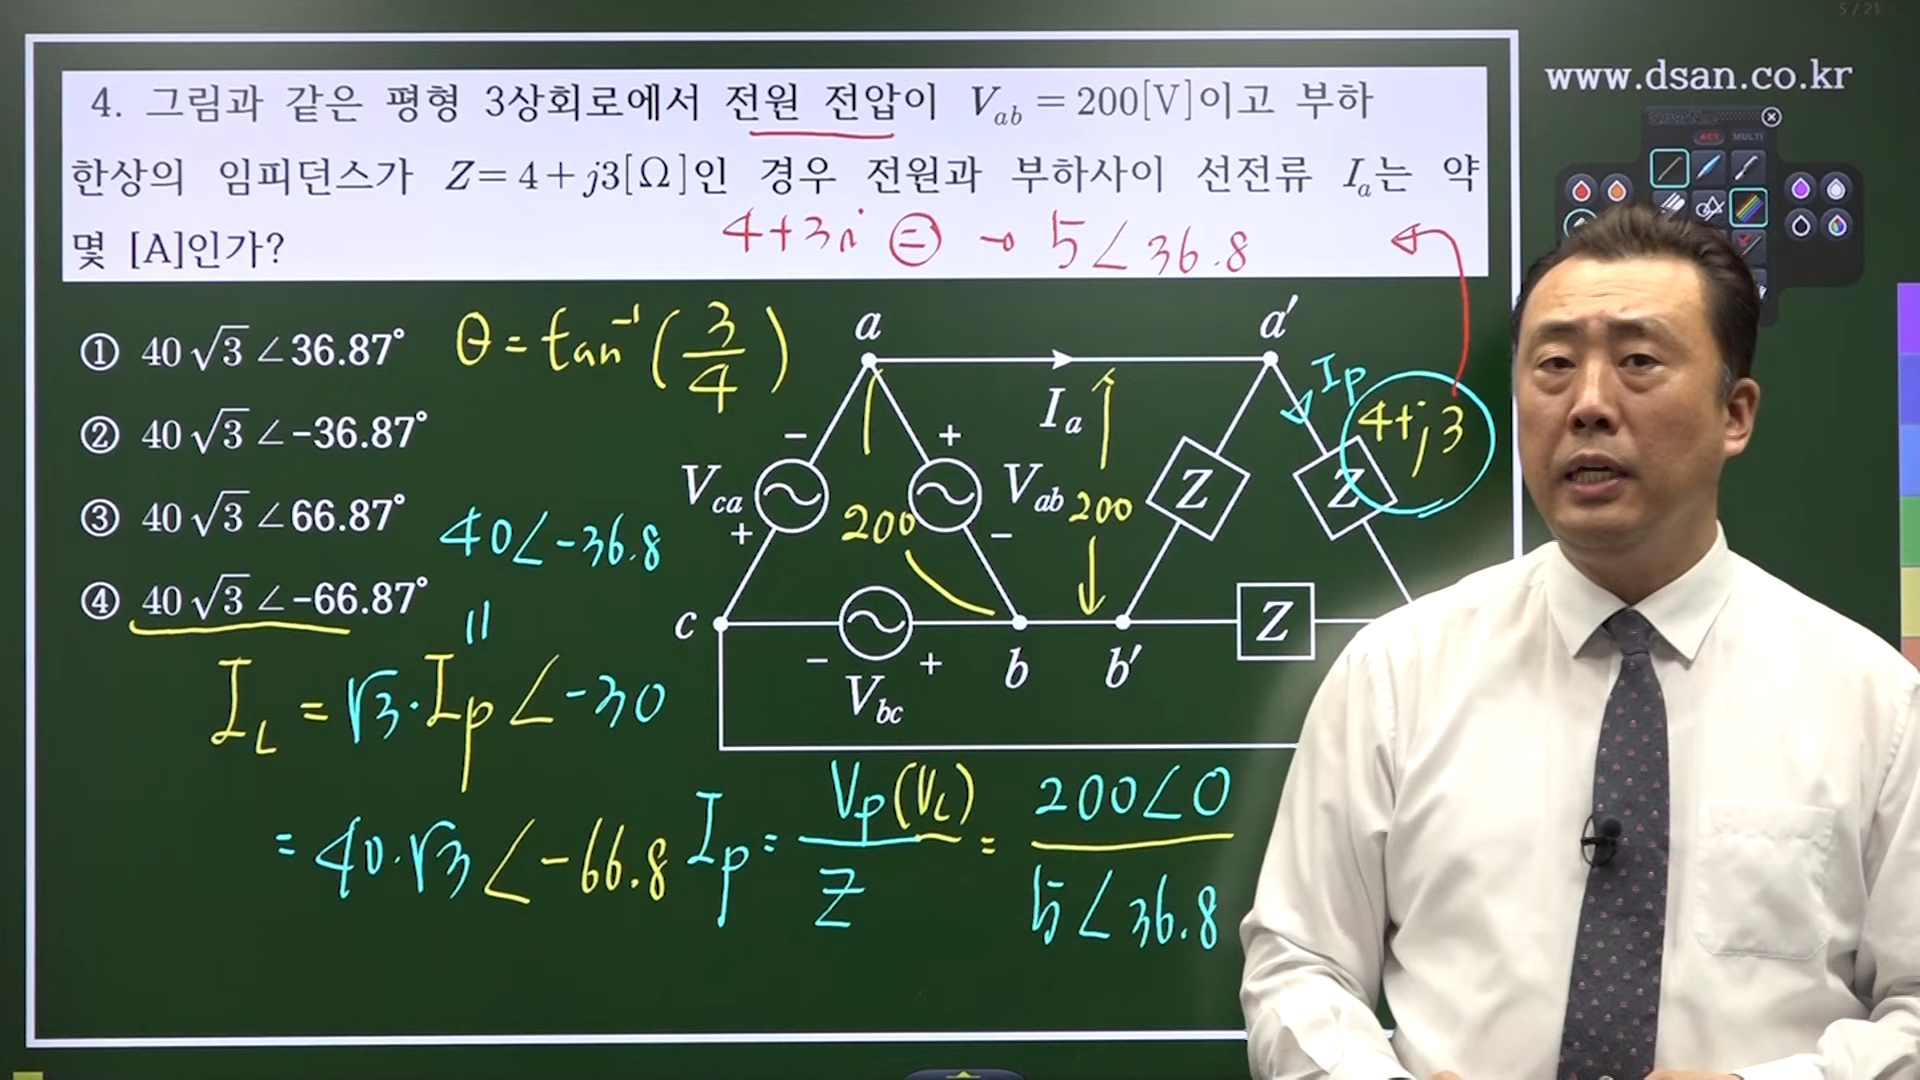 5 / 21
www.dsan.co.kr
ACT MULTI
4. 그림과 같은 평형 3상회로에서 전원 전압이 V_ab = 200[V]이고 부하
한상의 임피던스가 Z = 4 + j3[Ω]인 경우 전원과 부하사이 선전류 I_a는 약
몇 [A]인가?
4+3i ⊜ → 5∠36.8
① 40√3∠36.87°
② 40√3∠-36.87°
③ 40√3∠66.87°
④ 40√3∠-66.87°
θ = tan⁻¹(3/4)
40∠-36.8
=
I_L = √3·I_p∠-30
= 40·√3∠-66.8
a
a′
I_a
I_p
4+j3
V_ca
- +
200
+ -
V_ab
200
Z
Z
c
- +
V_bc
b
b′
Z
I_p = V_p(V_L)/Z = 200∠0/5∠36.8